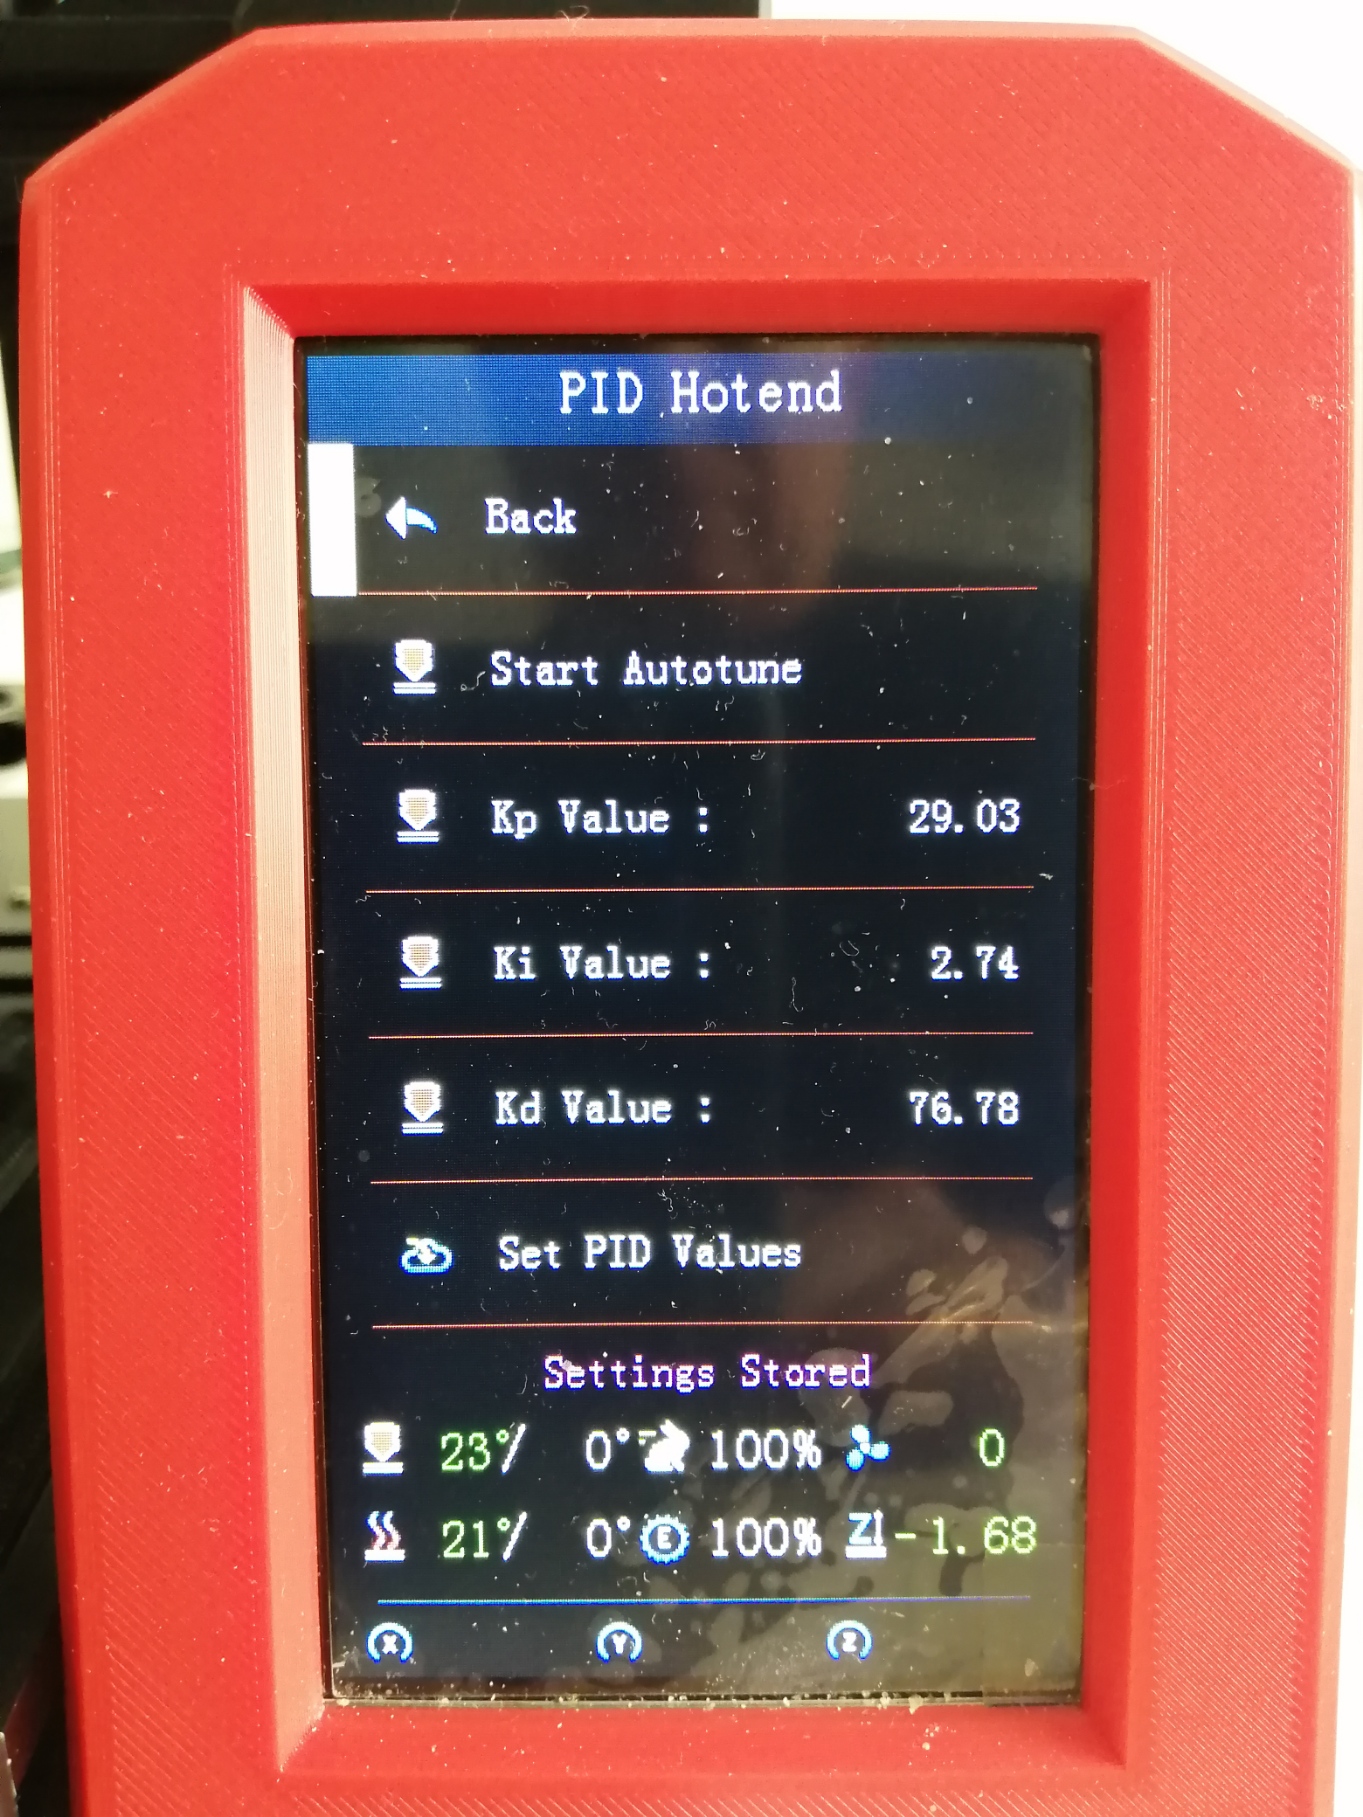 PID Hotend
Back
Start Autotune
Kp Value : 29.03
Ki Value : 2.74
Kd Value : 76.78
Set PID Values
Settings Stored
23°/ 0° 100% 0
21°/ 0° E 100% Z -1.68
X Y Z